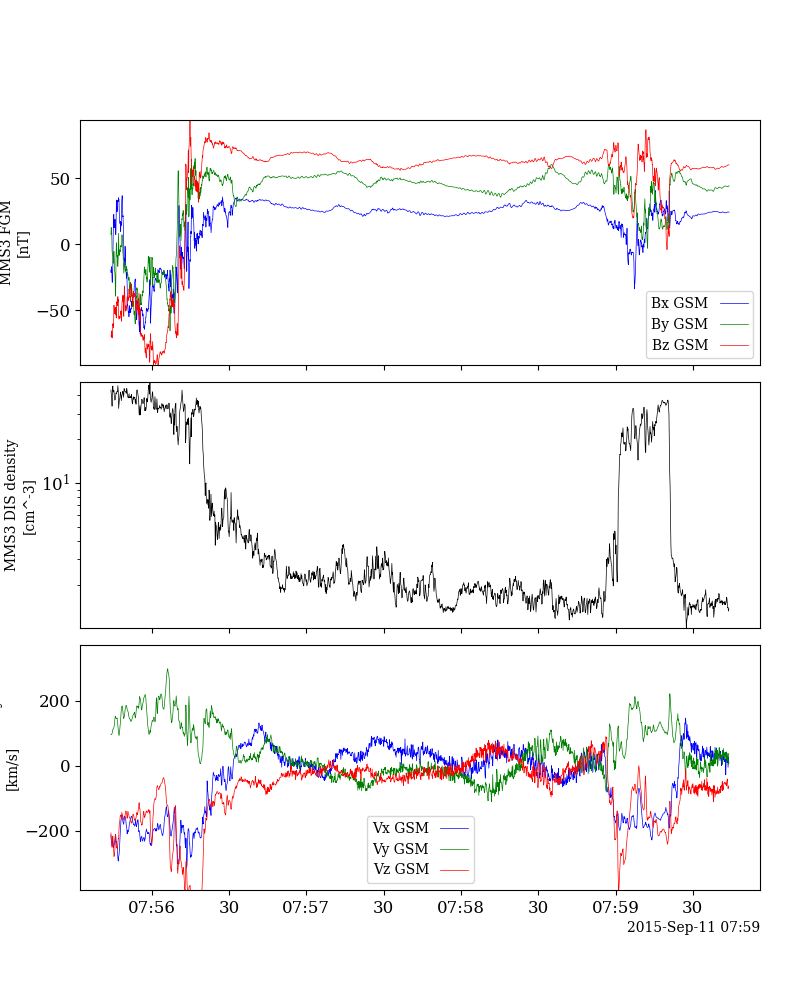 MMS3 FGM
[nT]
50
0
−50
Bx GSM
By GSM
Bz GSM
MMS3 DIS density
[cm^-3]
10^1
[km/s]
200
0
−200
Vx GSM
Vy GSM
Vz GSM
07:56 30 07:57 30 07:58 30 07:59 30
2015-Sep-11 07:59